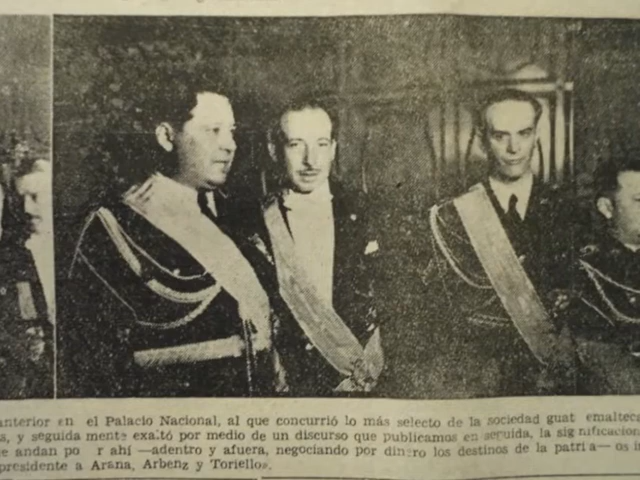 anterior en el Palacio Nacional, al que concurrió lo más selecto de la sociedad guat emalteca
s, y seguida mente exaltó por medio de un discurso que publicamos en seguida, la significación
e andan po r ahí —adentro y afuera, negociando por dinero los destinos de la patria— os i
presidente a Arana, Arbenz y Toriello.